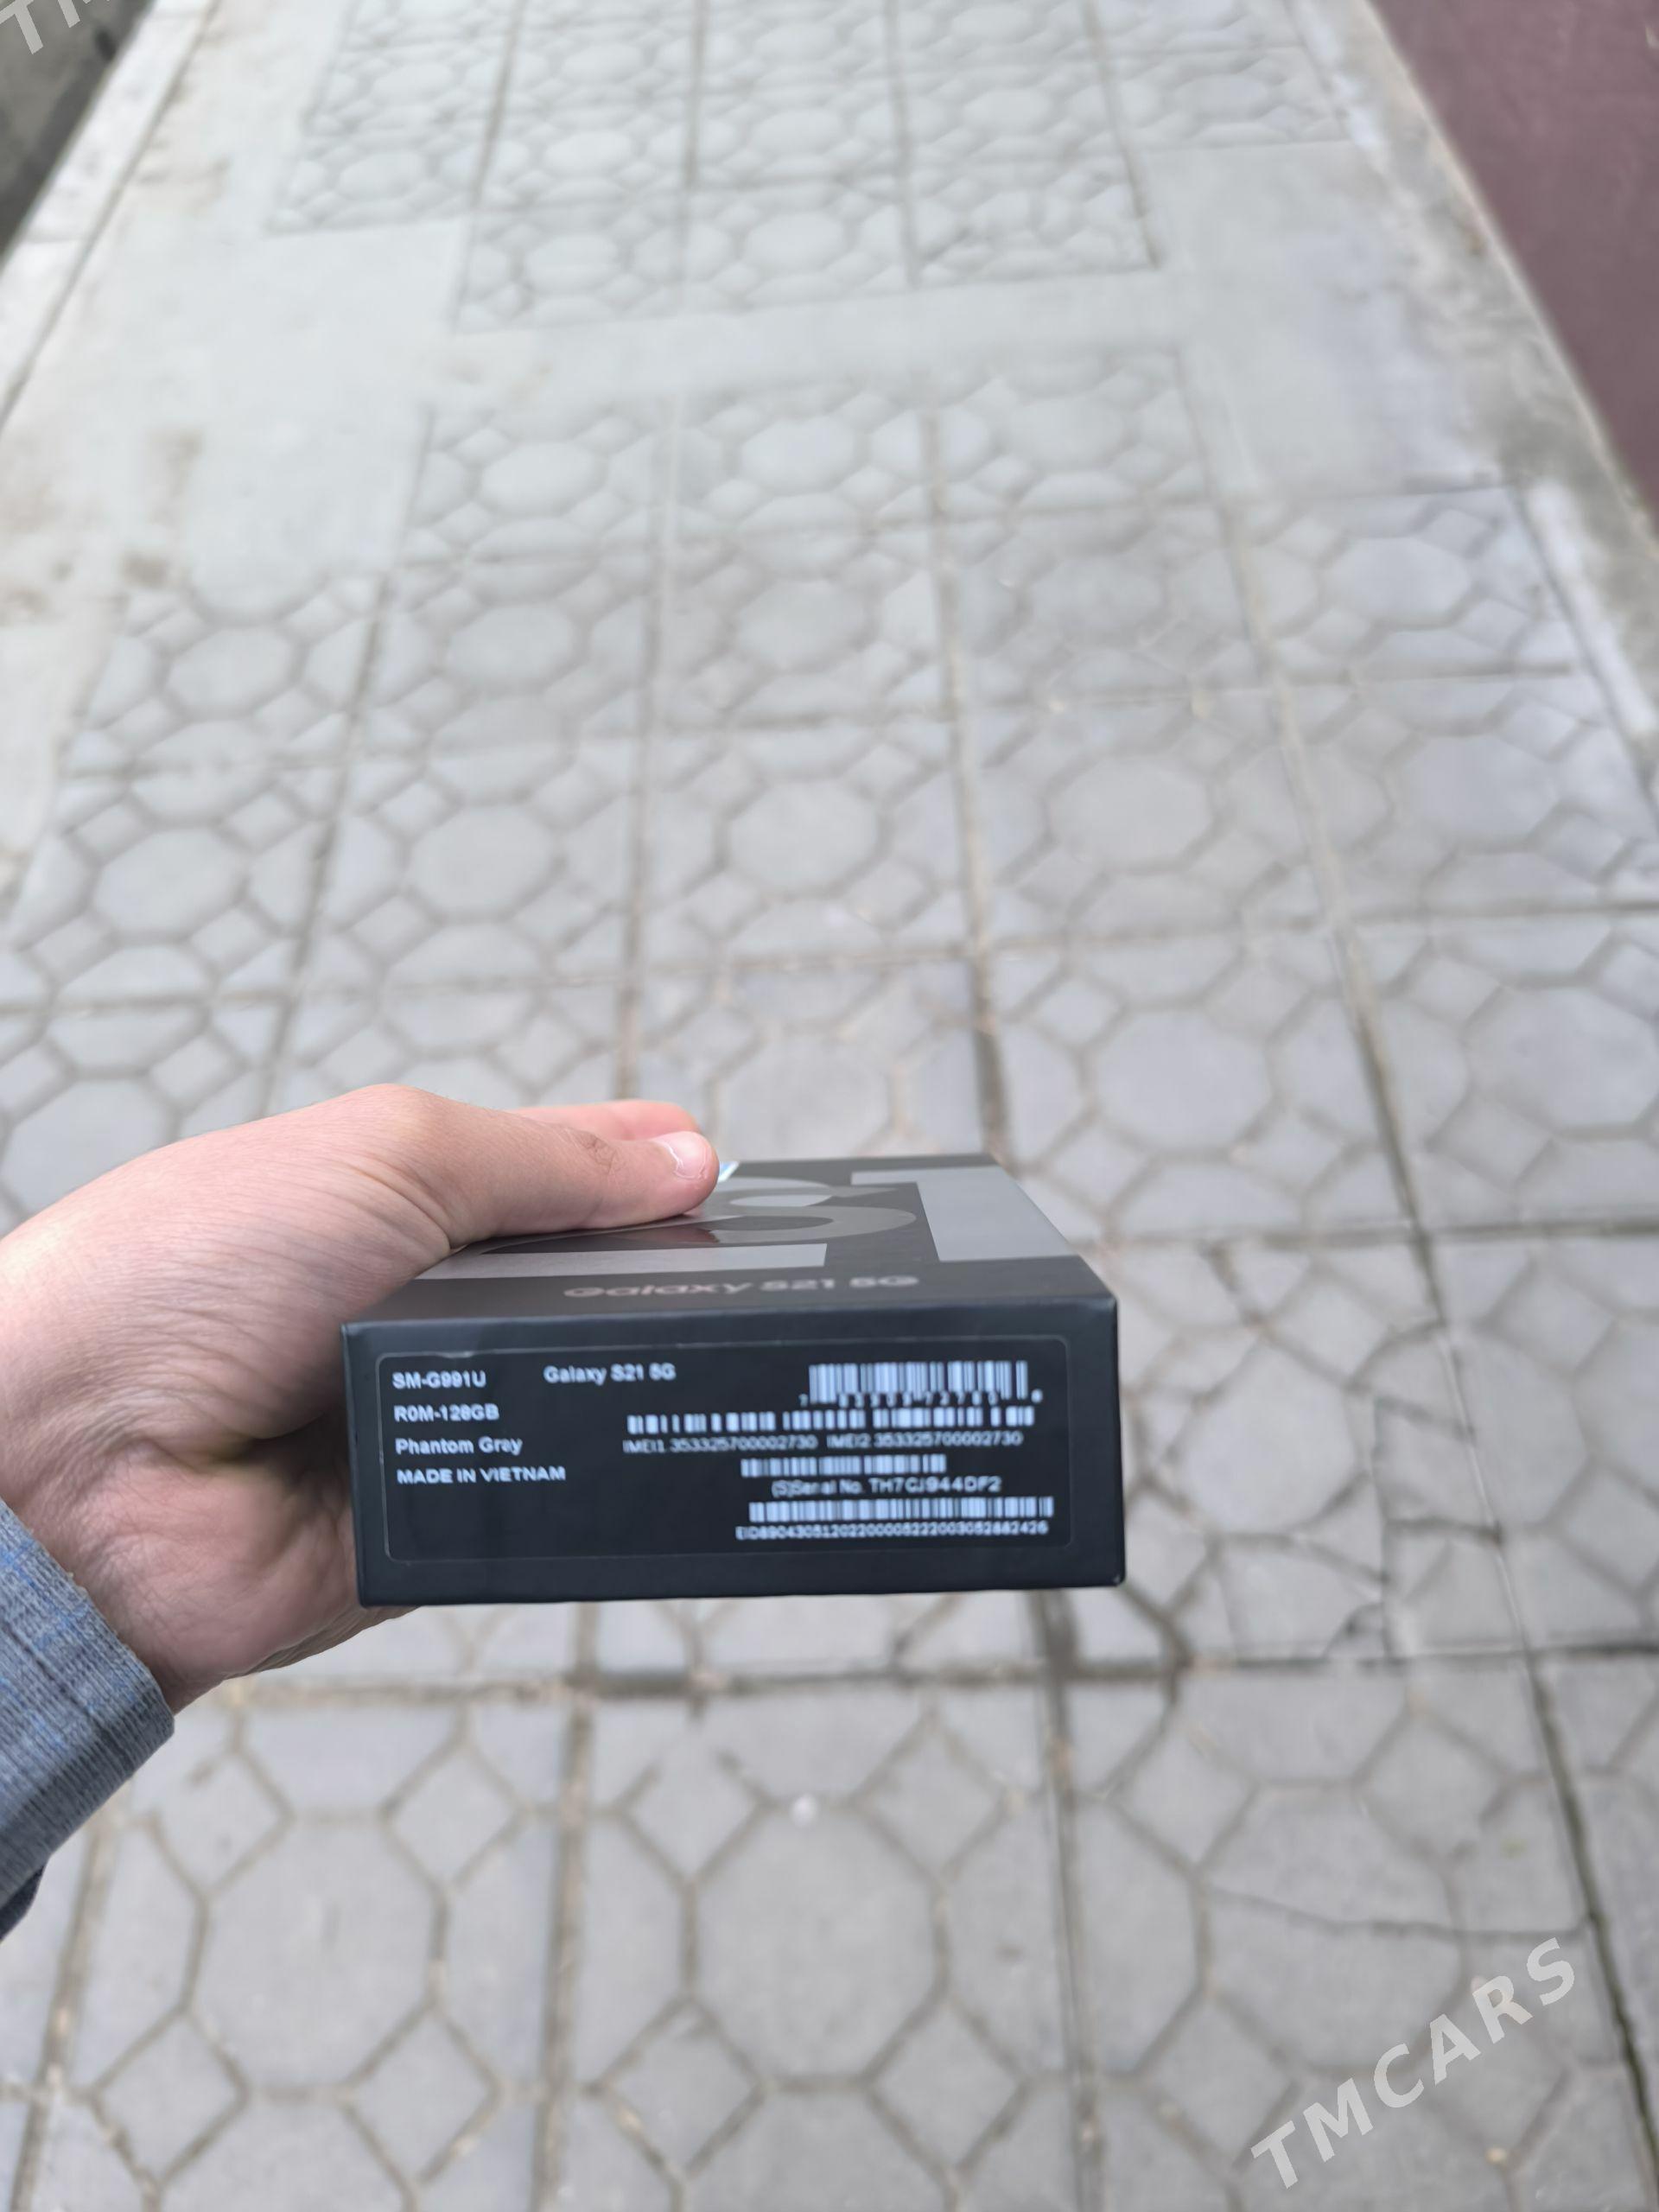 Galaxy S21 5G
SM-G991U Galaxy S21 5G
ROM-128GB
Phantom Gray
IMEI1.353325700002730 IMEI2.353325700002730
MADE IN VIETNAM
(S)Serial No. TH7CJ944DF2
EID89043051202200005222003052882426
TMCARS